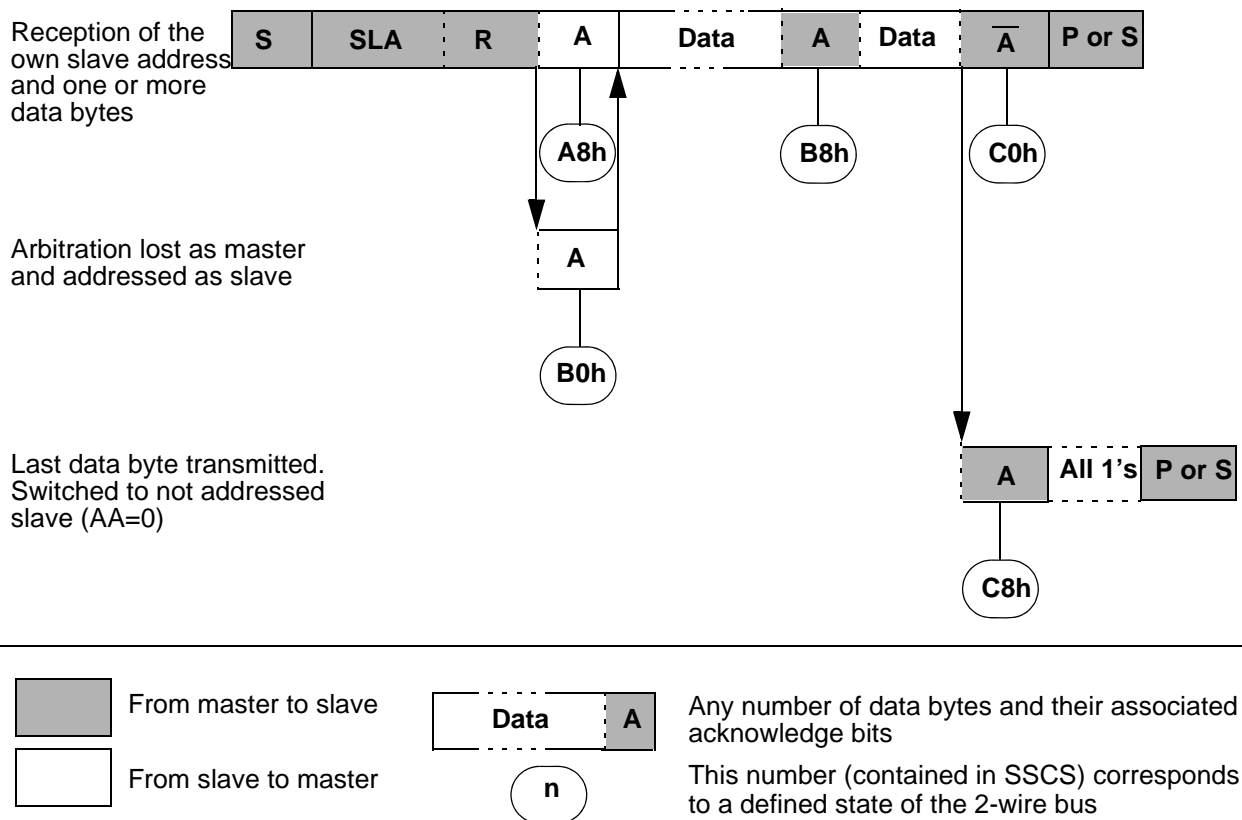 Reception of the
own slave address
and one or more
data bytes
S SLA R A Data A Data A̅ P or S
A8h B8h C0h
Arbitration lost as master
and addressed as slave
A
B0h
Last data byte transmitted.
Switched to not addressed
slave (AA=0)
A All 1’s P or S
C8h
From master to slave
From slave to master
Data A
n
Any number of data bytes and their associated
acknowledge bits
This number (contained in SSCS) corresponds
to a defined state of the 2-wire bus